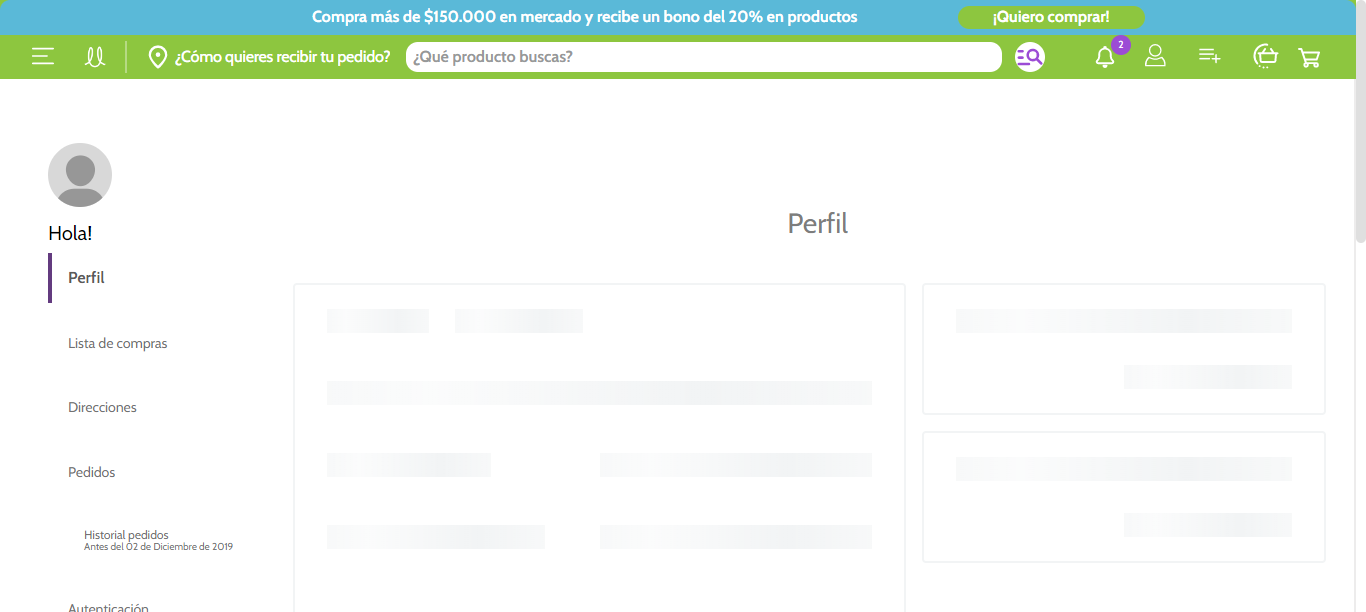 Compra más de $150.000 en mercado y recibe un bono del 20% en productos
¡Quiero comprar!
¿Cómo quieres recibir tu pedido?
¿Qué producto buscas?
2
Hola!
Perfil
Perfil
Lista de compras
Direcciones
Pedidos
Historial pedidos
Antes del 02 de Diciembre de 2019
Autenticación